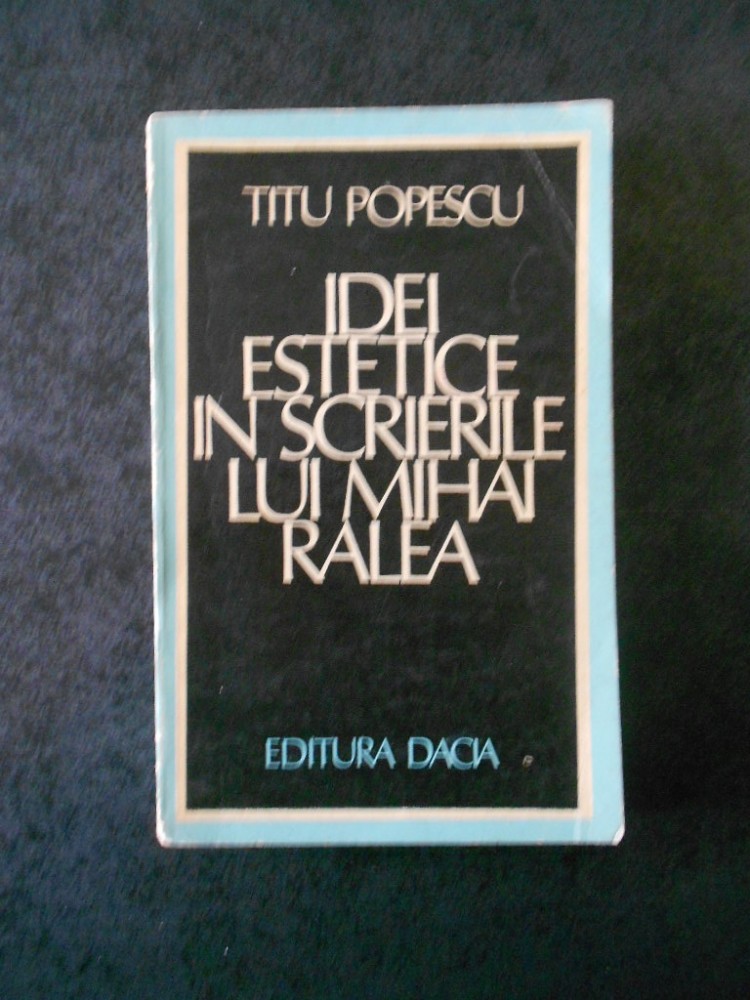 TITU POPESCU
IDEI
ESTETICE
IN SCRIERILE
LUI MIHAI
RALEA
EDITURA DACIA